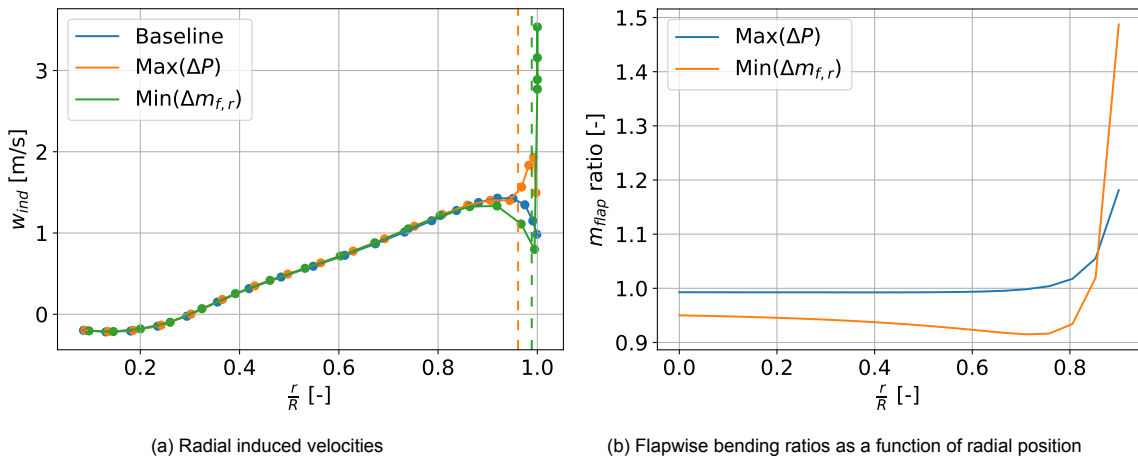 Baseline
Max(ΔP)
Min(Δm_{f,r})
w_{ind} [m/s]
3
2
1
0
0.2 0.4 0.6 0.8 1.0
r/R [-]
(a) Radial induced velocities
Max(ΔP)
Min(Δm_{f,r})
m_{flap} ratio [-]
1.5
1.4
1.3
1.2
1.1
1.0
0.9
0.0 0.2 0.4 0.6 0.8
r/R [-]
(b) Flapwise bending ratios as a function of radial position